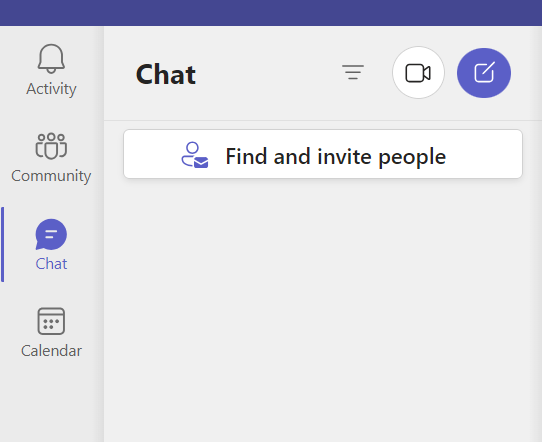 Activity
Community
Chat
Calendar
Chat
Find and invite people